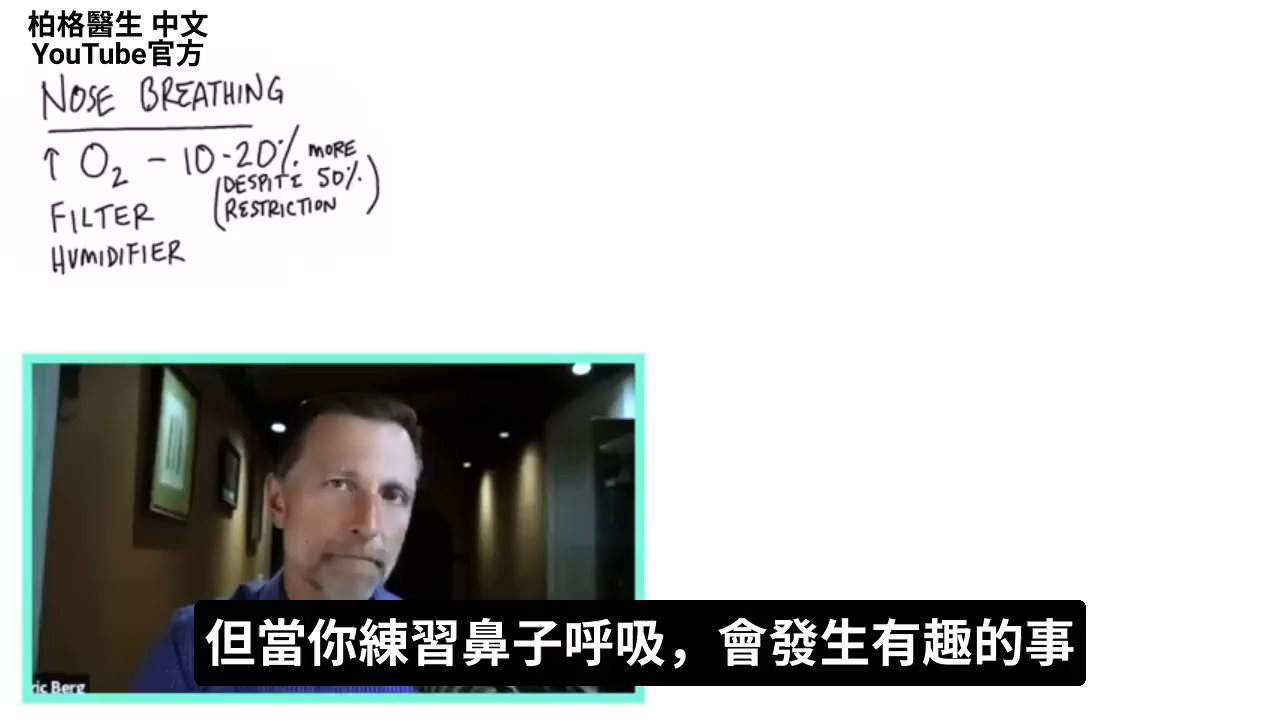 柏格醫生 中文
YouTube官方
NOSE BREATHING
↑ O₂ - 10-20% MORE
(DESPITE 50% RESTRICTION)
FILTER
HUMIDIFIER
ric Berg
但當你練習鼻子呼吸，會發生有趣的事